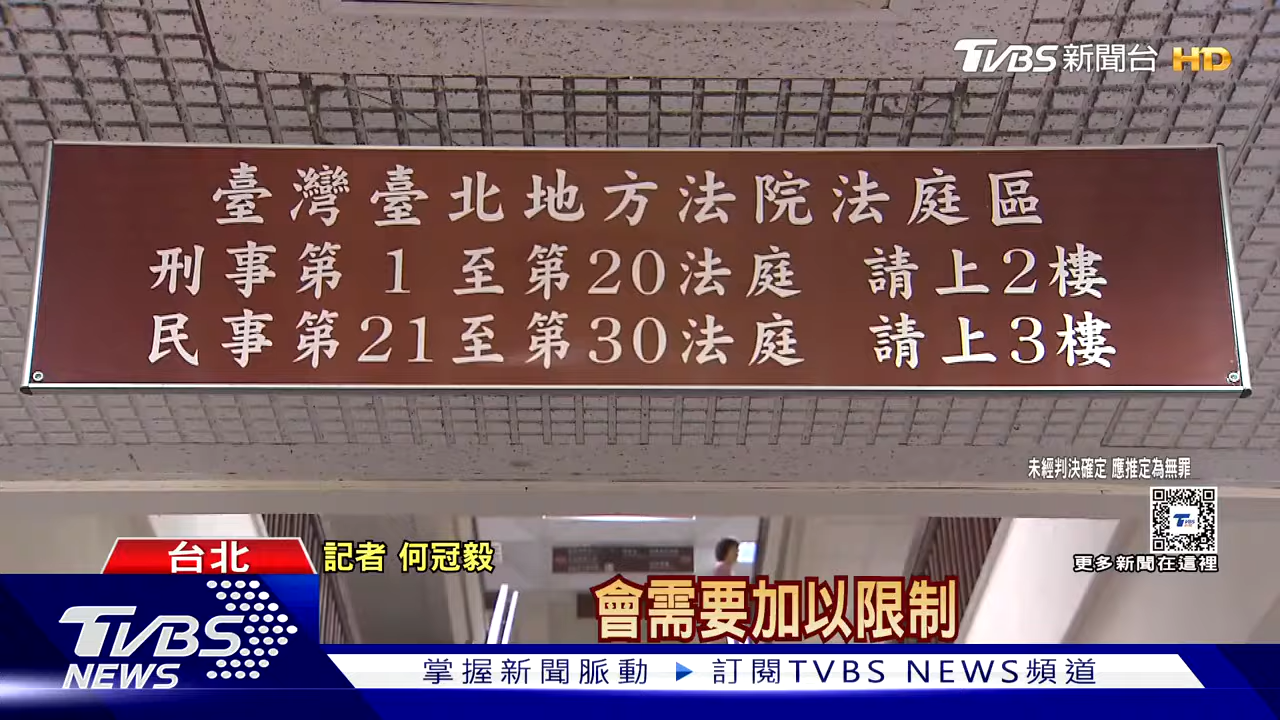 TVBS新聞台 HD
臺灣臺北地方法院法庭區
刑事第 1 至第20法庭 請上2樓
民事第21至第30法庭 請上3樓
未經判決確定 應推定為無罪
TVBS
更多新聞在這裡
台北
記者 何冠毅
會需要加以限制
TVBS
NEWS
掌握新聞脈動 ▶ 訂閱TVBS NEWS頻道